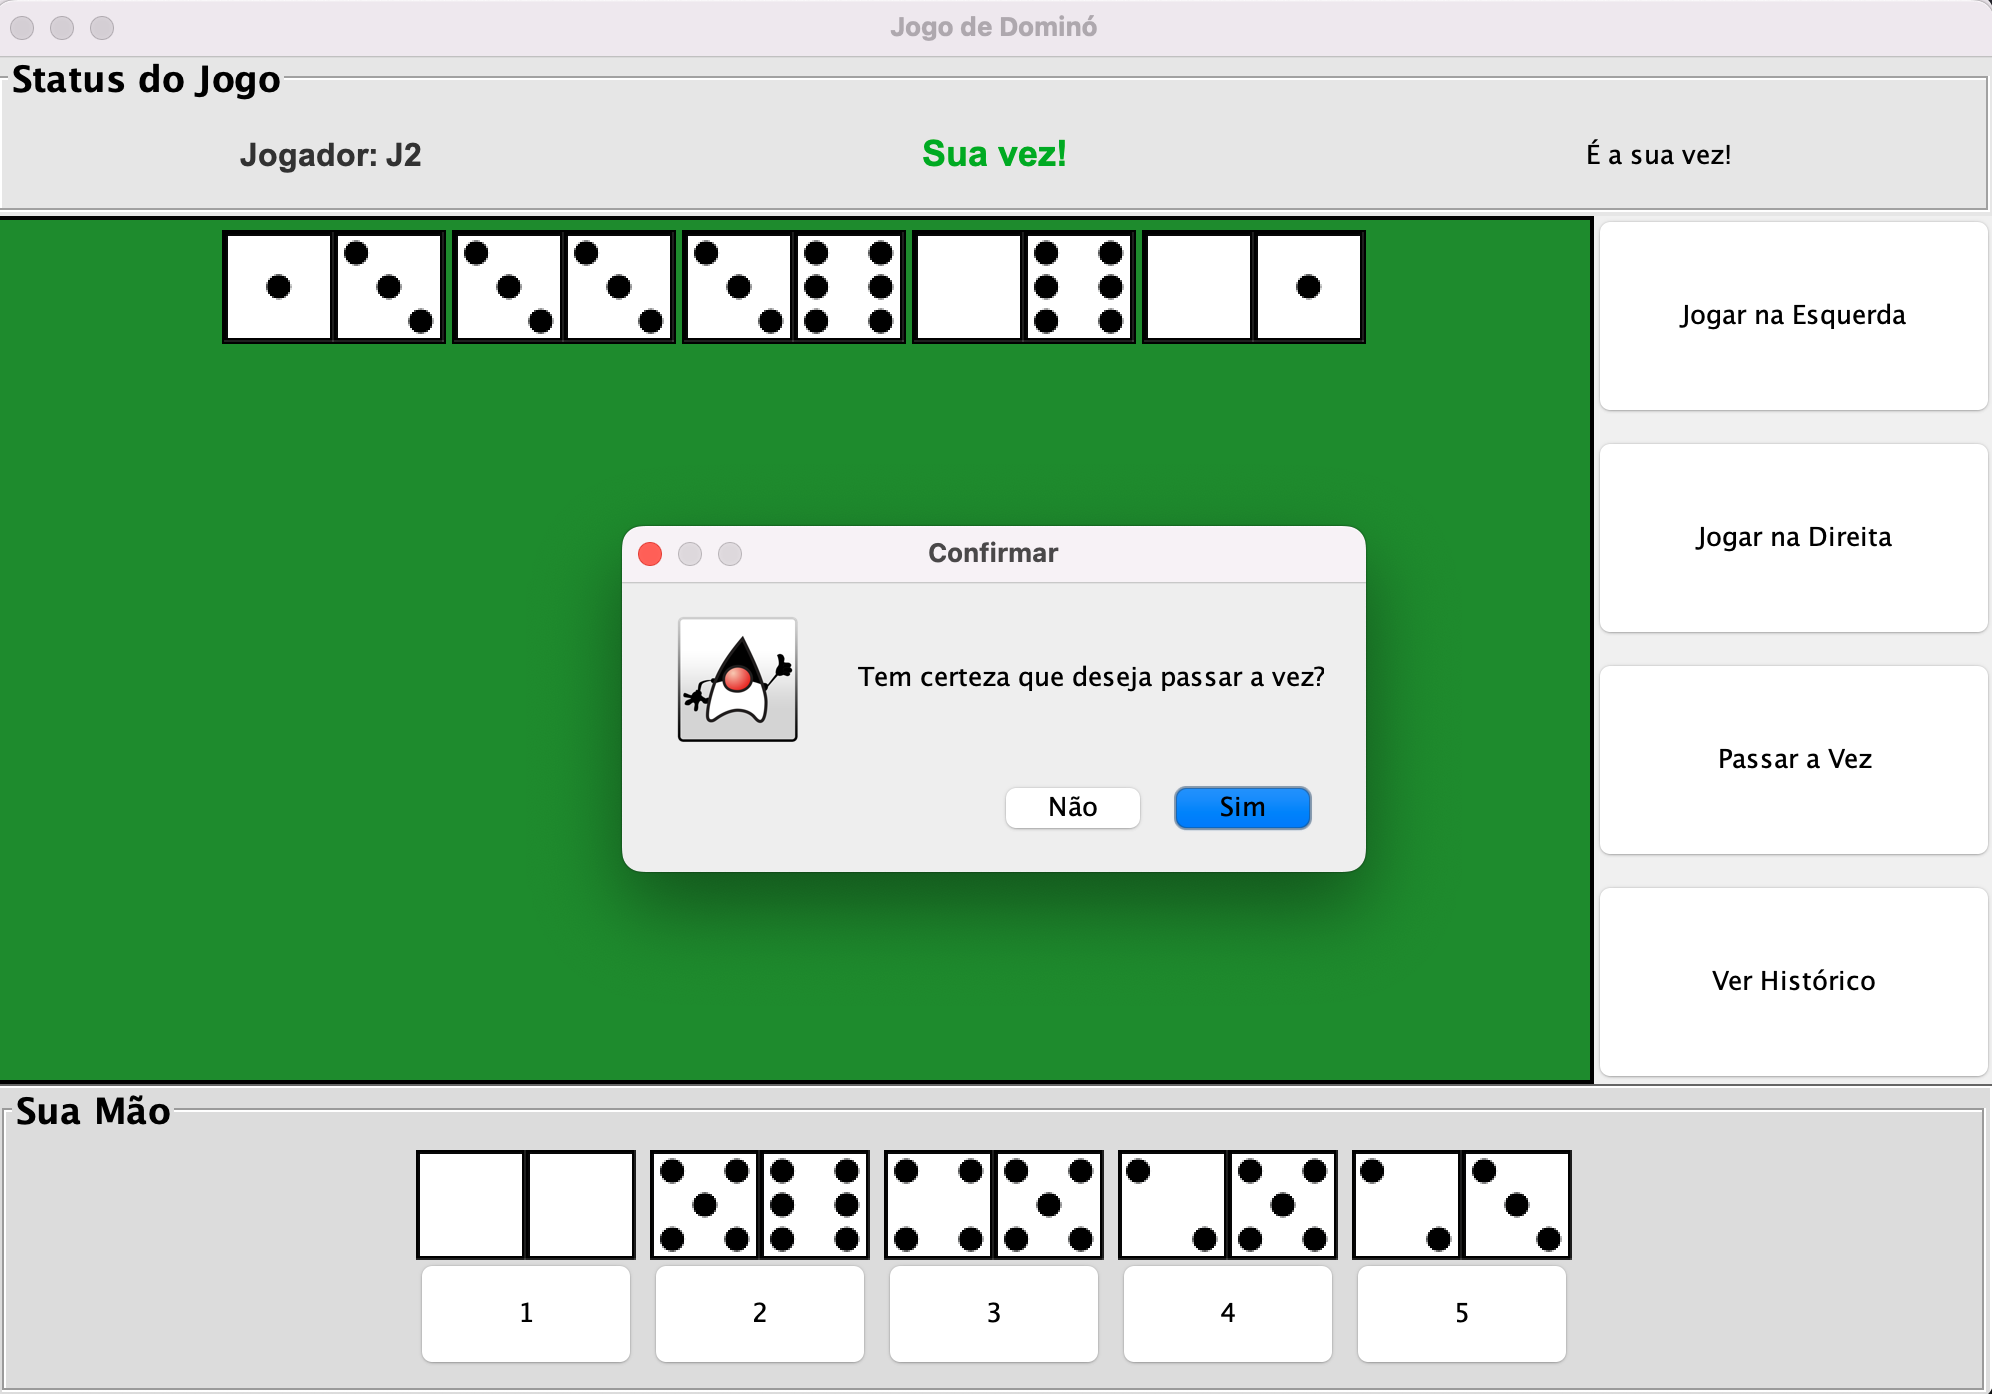 Jogo de Dominó
Status do Jogo
Jogador: J2
Sua vez!
É a sua vez!
Jogar na Esquerda
Jogar na Direita
Passar a Vez
Ver Histórico
Confirmar
Tem certeza que deseja passar a vez?
Não
Sim
Sua Mão
1
2
3
4
5